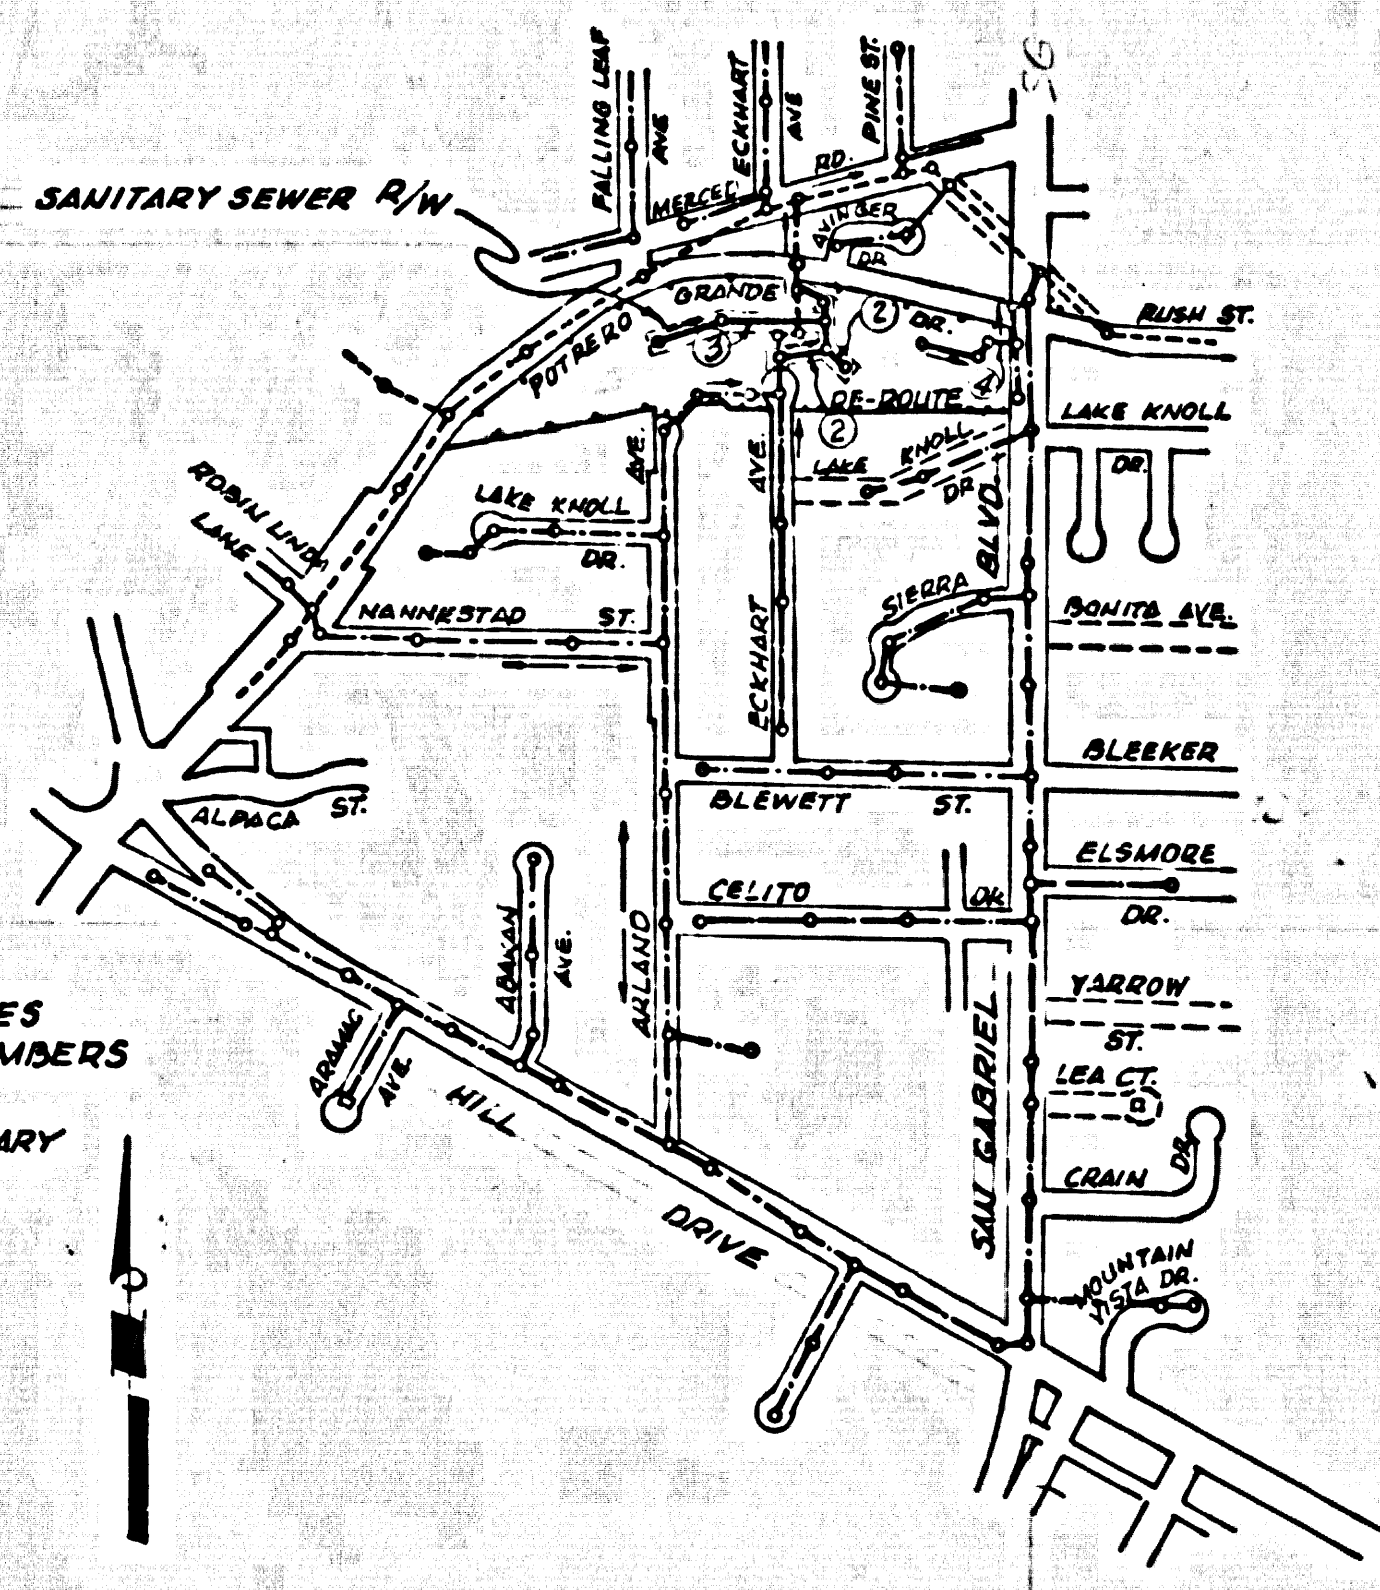 FALLING LEAF
AVE
ECKHART
AVE
PINE ST.
SG
SANITARY SEWER R/W
MERCED
RD.
AVINGER
DR
GRANDE
DR.
POTRERO
RUSH ST.
2
3
4
RE-ROUTE
2
LAKE KNOLL
DR.
AVE.
AVE.
LAKE KNOLL
DR
ROBIN LINDA
LANE
LAKE KNOLL
DR.
BLVD.
SIERRA
NANNESTAD ST.
BONITA AVE.
ECKHART
BLEEKER
BLEWETT ST.
ALPACA ST.
ELSMORE
DR.
CELITO DR
ABAKAN
AVE.
ARLAND
YARROW
ST.
ES
MBERS
ARAMAC
AVE.
LEA CT.
HILL
DRIVE
ARY
SAN GABRIEL
CRAIN DR
MOUNTAIN
VISTA DR.